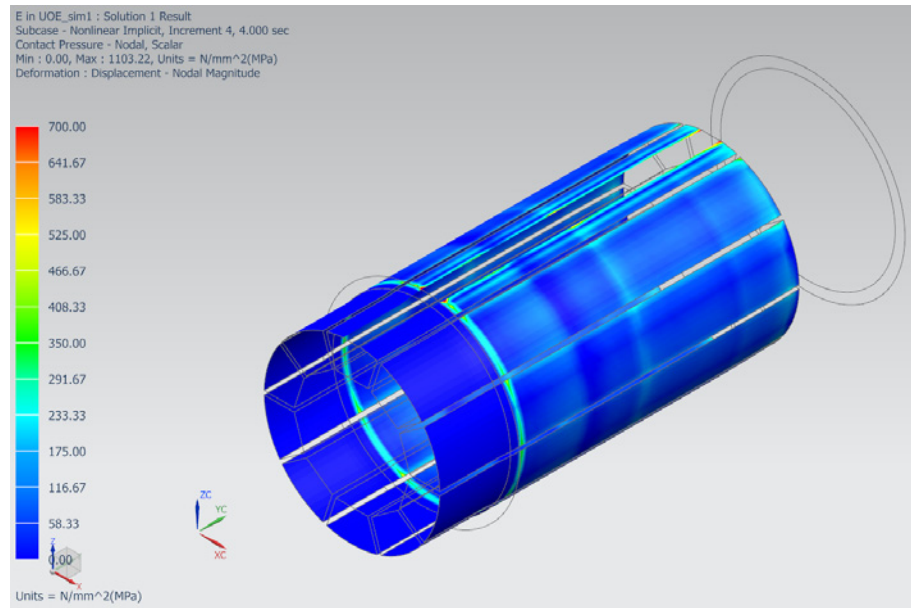 E in UOE_sim1 : Solution 1 Result
Subcase - Nonlinear Implicit, Increment 4, 4.000 sec
Contact Pressure - Nodal, Scalar
Min : 0.00, Max : 1103.22, Units = N/mm^2(MPa)
Deformation : Displacement - Nodal Magnitude
700.00
641.67
583.33
525.00
466.67
408.33
350.00
291.67
233.33
175.00
116.67
58.33
0.00
ZC
YC
XC
Z
X
Units = N/mm^2(MPa)